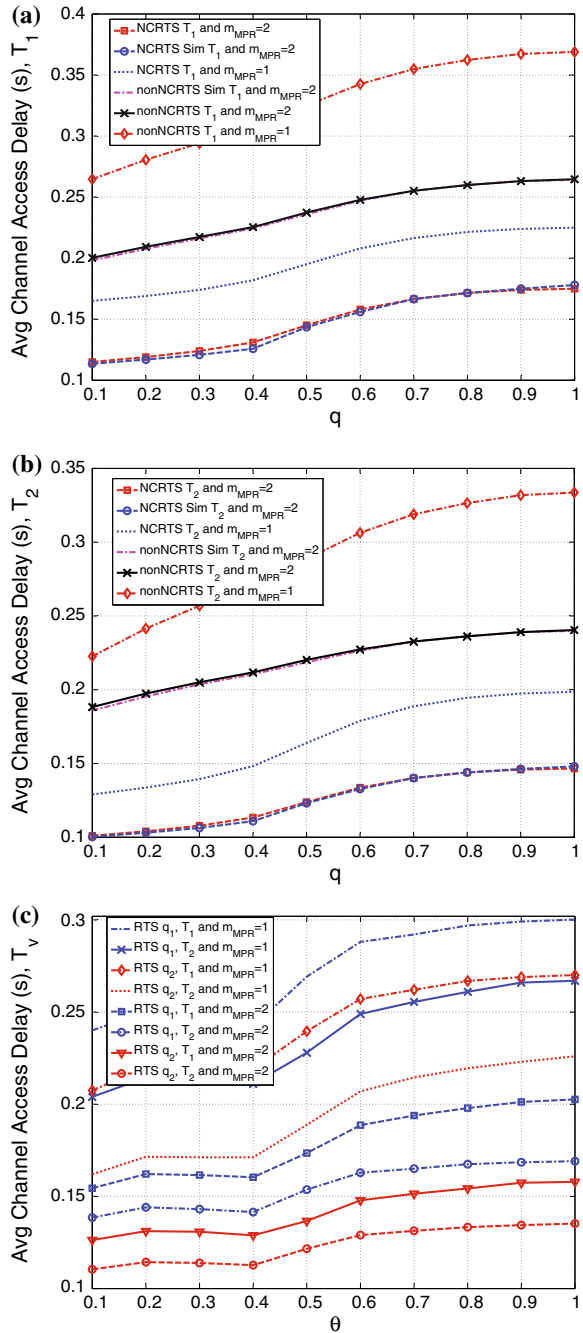 (a)
0.4
0.35
0.3
0.25
0.2
0.15
0.1
Avg Channel Access Delay (s), T1
NCRTS T1 and mMPR=2
NCRTS Sim T1 and mMPR=2
NCRTS T1 and mMPR=1
nonNCRTS Sim T1 and mMPR=2
nonNCRTS T1 and mMPR=2
nonNCRTS T1 and mMPR=1
0.1 0.2 0.3 0.4 0.5 0.6 0.7 0.8 0.9 1
q
(b)
0.35
0.3
0.25
0.2
0.15
0.1
Avg Channel Access Delay (s), T2
NCRTS T2 and mMPR=2
NCRTS Sim T2 and mMPR=2
NCRTS T2 and mMPR=1
nonNCRTS Sim T2 and mMPR=2
nonNCRTS T2 and mMPR=2
nonNCRTS T2 and mMPR=1
0.1 0.2 0.3 0.4 0.5 0.6 0.7 0.8 0.9 1
q
(c)
0.3
0.25
0.2
0.15
0.1
Avg Channel Access Delay (s), Tv
RTS q1, T1 and mMPR=1
RTS q1, T2 and mMPR=1
RTS q2, T1 and mMPR=1
RTS q2, T2 and mMPR=1
RTS q1, T1 and mMPR=2
RTS q1, T2 and mMPR=2
RTS q2, T1 and mMPR=2
RTS q2, T2 and mMPR=2
0.1 0.2 0.3 0.4 0.5 0.6 0.7 0.8 0.9 1
θ